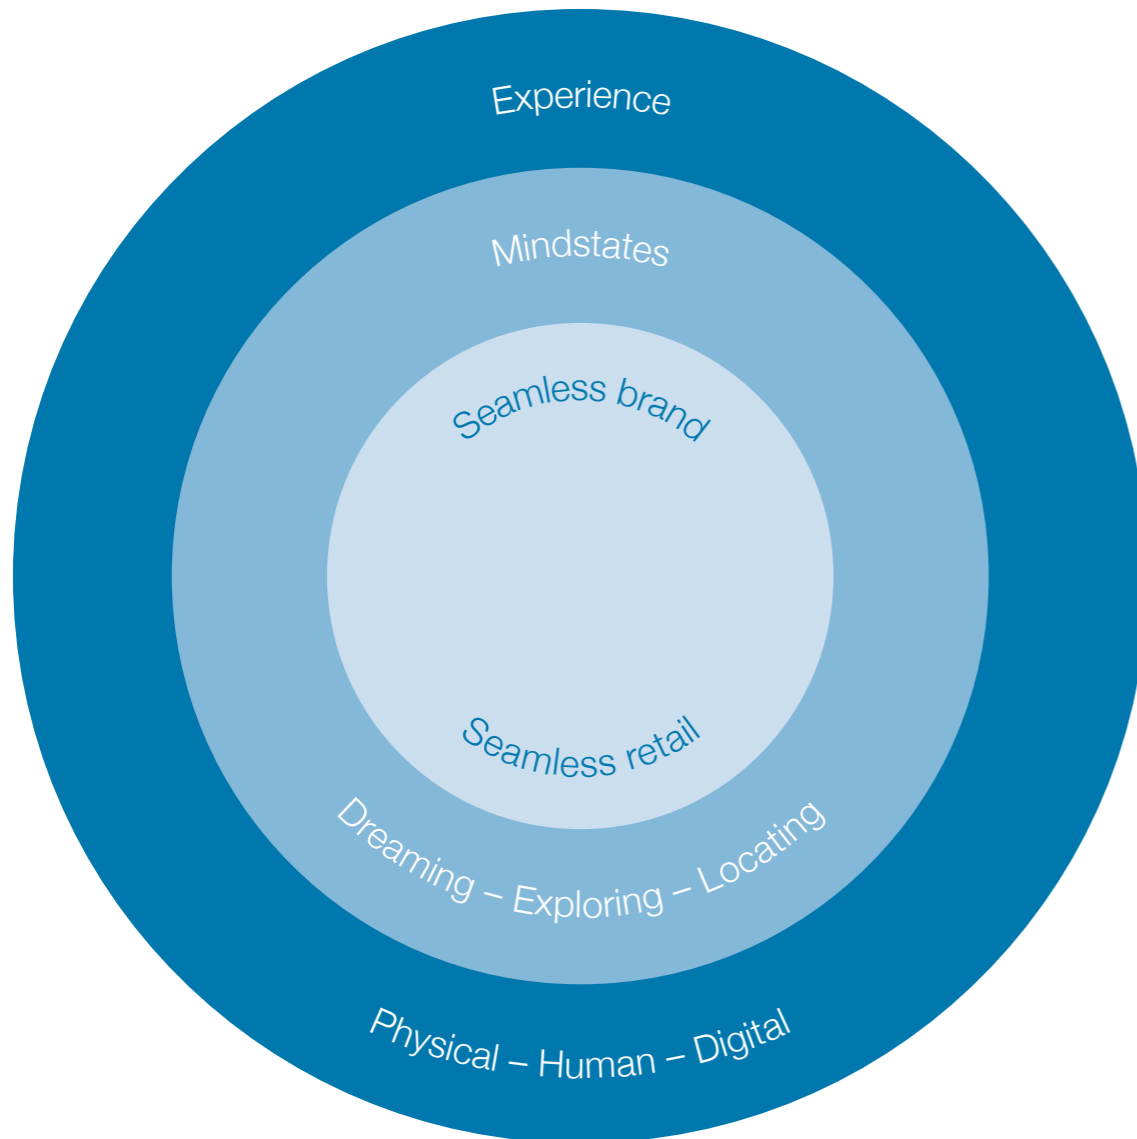 Experience
Mindstates
Seamless brand
Seamless retail
Dreaming – Exploring – Locating
Physical – Human – Digital